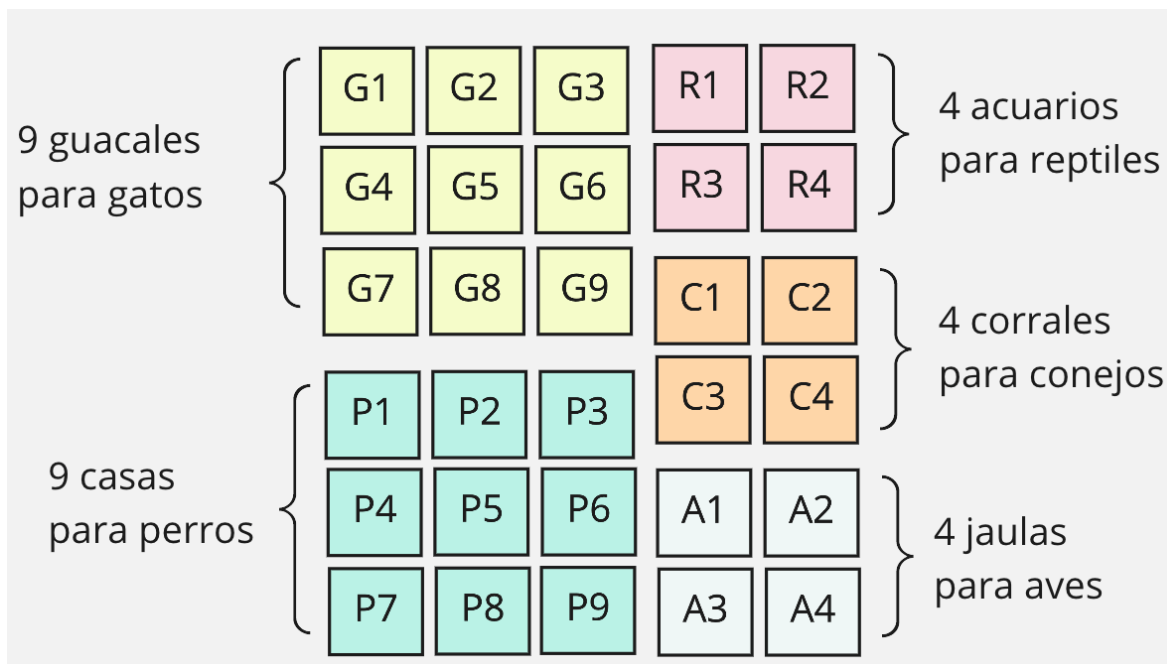 9 guacales
para gatos
G1 G2 G3
G4 G5 G6
G7 G8 G9
R1 R2
R3 R4
4 acuarios
para reptiles
C1 C2
C3 C4
4 corrales
para conejos
9 casas
para perros
P1 P2 P3
P4 P5 P6
P7 P8 P9
A1 A2
A3 A4
4 jaulas
para aves